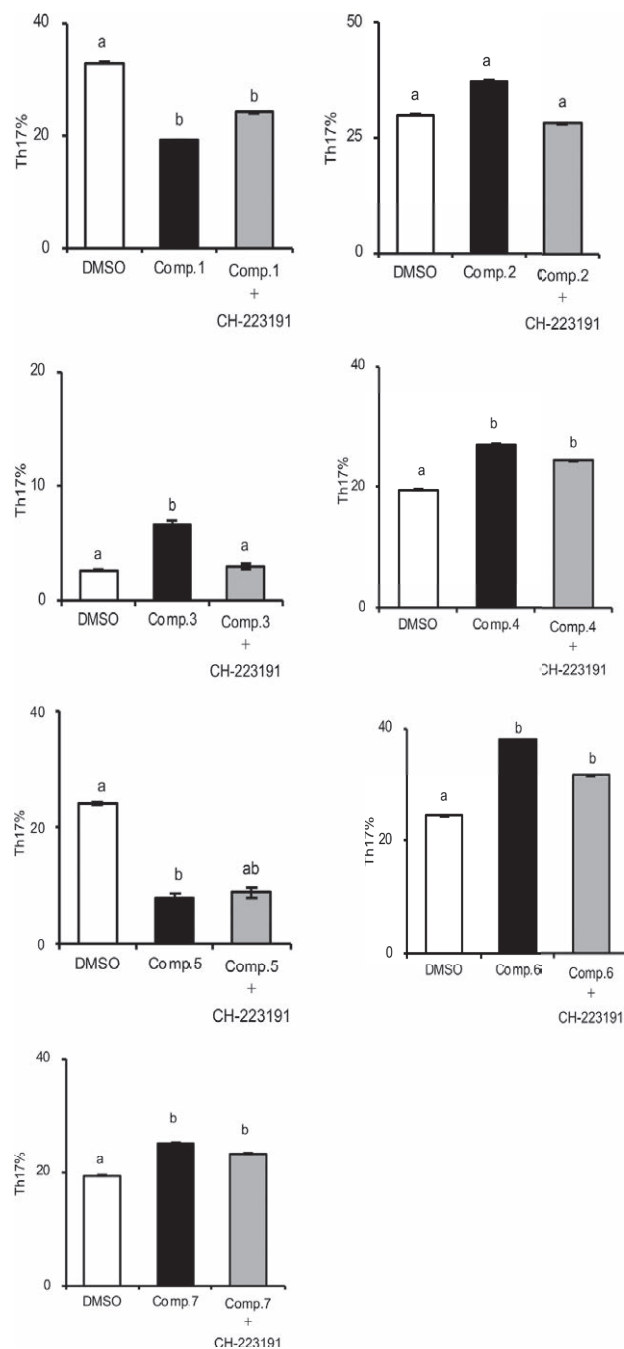 40
20
0
Th17%
a
b
b
DMSO
Comp.1
Comp.1
+
CH-223191
50
25
0
Th17%
a
a
a
DMSO
Comp.2
Comp.2
+
CH-223191
20
10
0
Th17%
a
b
a
DMSO
Comp.3
Comp.3
+
CH-223191
40
20
0
Th17%
a
b
b
DMSO
Comp.4
Comp.4
+
CH-223191
40
20
0
Th17%
a
b
ab
DMSO
Comp.5
Comp.5
+
CH-223191
40
20
0
Th17%
a
b
b
DMSO
Comp.6
Comp.6
+
CH-223191
40
20
0
Th17%
a
b
b
DMSO
Comp.7
Comp.7
+
CH-223191